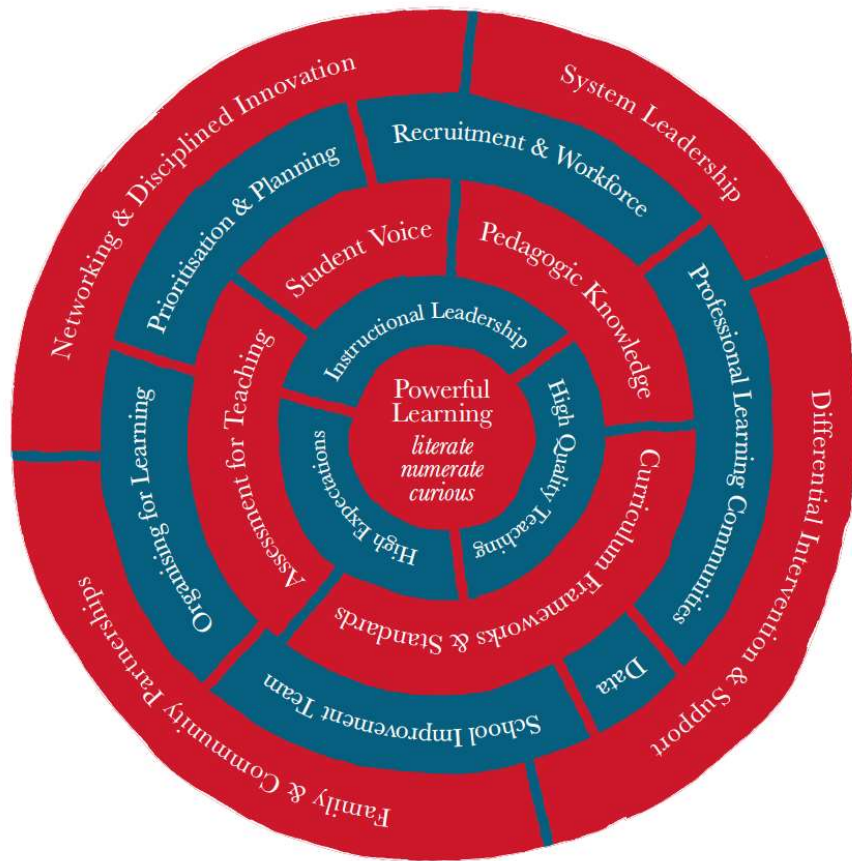 Networking & Disciplined Innovation
System Leadership
Differential Intervention & Support
Family & Community Partnerships
Prioritisation & Planning
Recruitment & Workforce
Professional Learning Communities
Data
School Improvement Team
Organising for Learning
Student Voice
Pedagogic Knowledge
Curriculum Frameworks & Standards
Assessment for Teaching
Instructional Leadership
High Quality Teaching
High Expectations
Powerful
Learning
literate
numerate
curious